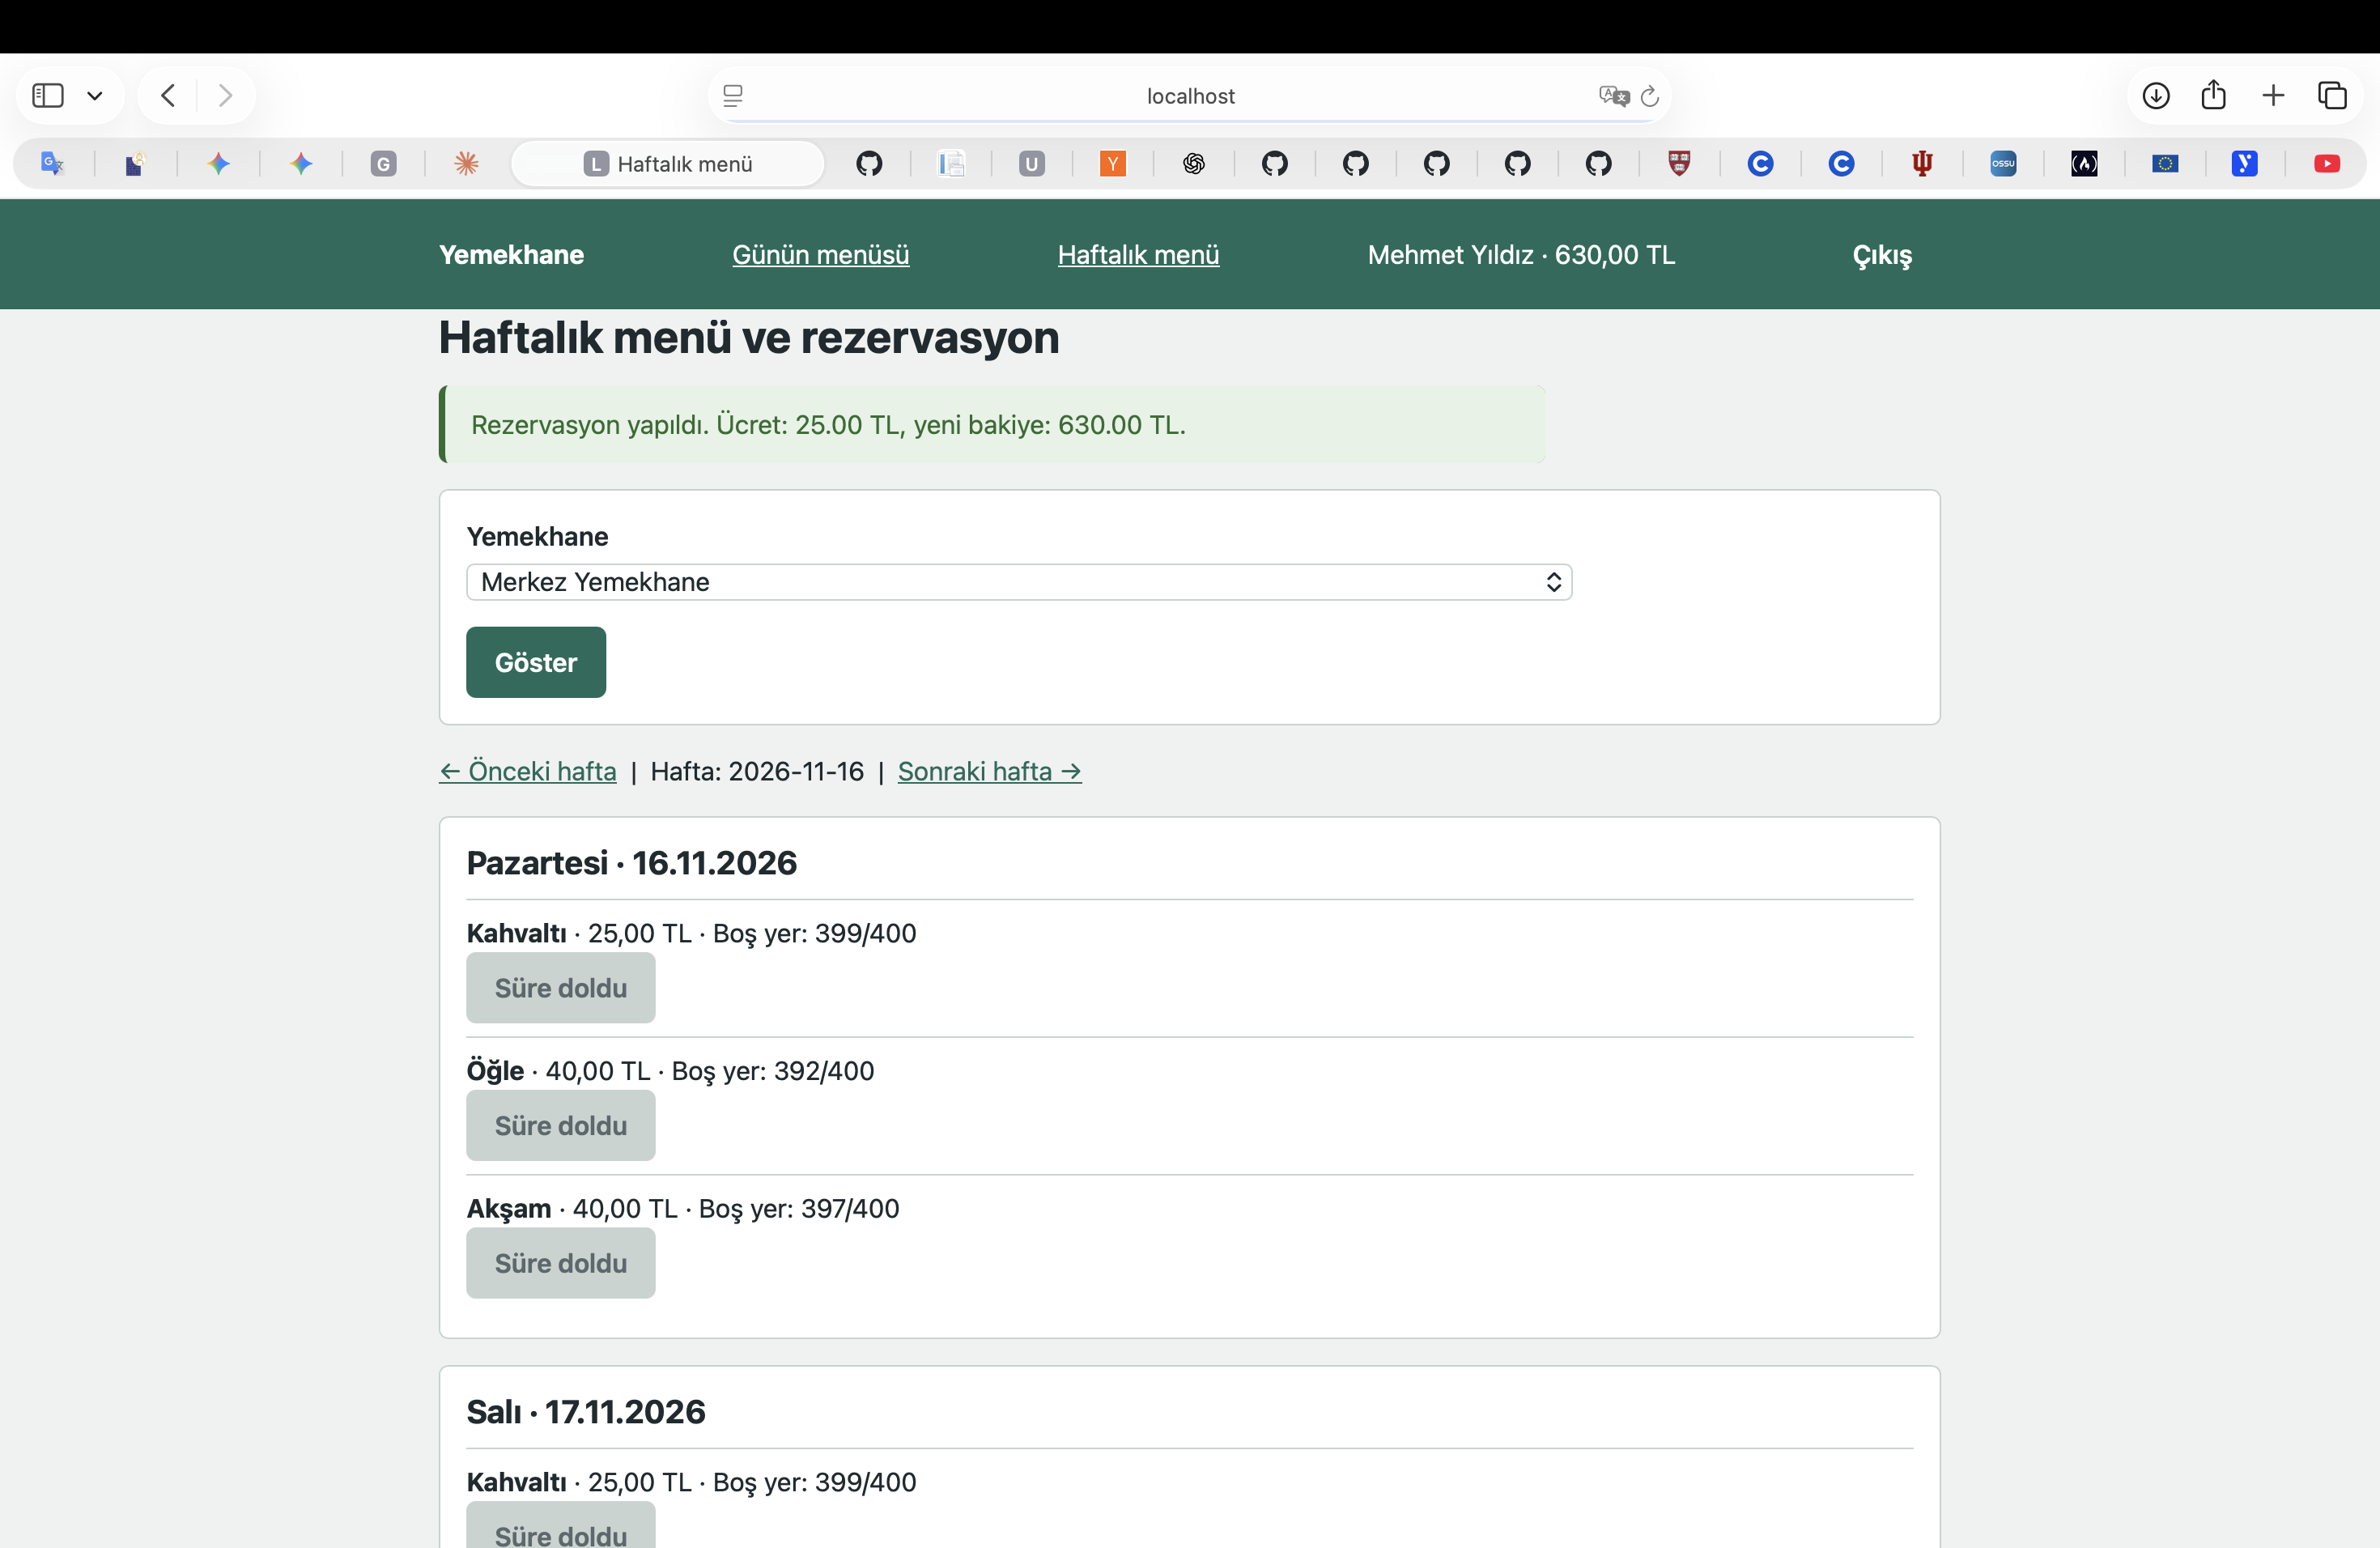 localhost
G
L Haftalık menü
U
Y
OSSU
Yemekhane Günün menüsü Haftalık menü Mehmet Yıldız · 630,00 TL Çıkış
Haftalık menü ve rezervasyon
Rezervasyon yapıldı. Ücret: 25.00 TL, yeni bakiye: 630.00 TL.
Yemekhane
Merkez Yemekhane
Göster
← Önceki hafta | Hafta: 2026-11-16 | Sonraki hafta →
Pazartesi · 16.11.2026
Kahvaltı · 25,00 TL · Boş yer: 399/400
Süre doldu
Öğle · 40,00 TL · Boş yer: 392/400
Süre doldu
Akşam · 40,00 TL · Boş yer: 397/400
Süre doldu
Salı · 17.11.2026
Kahvaltı · 25,00 TL · Boş yer: 399/400
Süre doldu